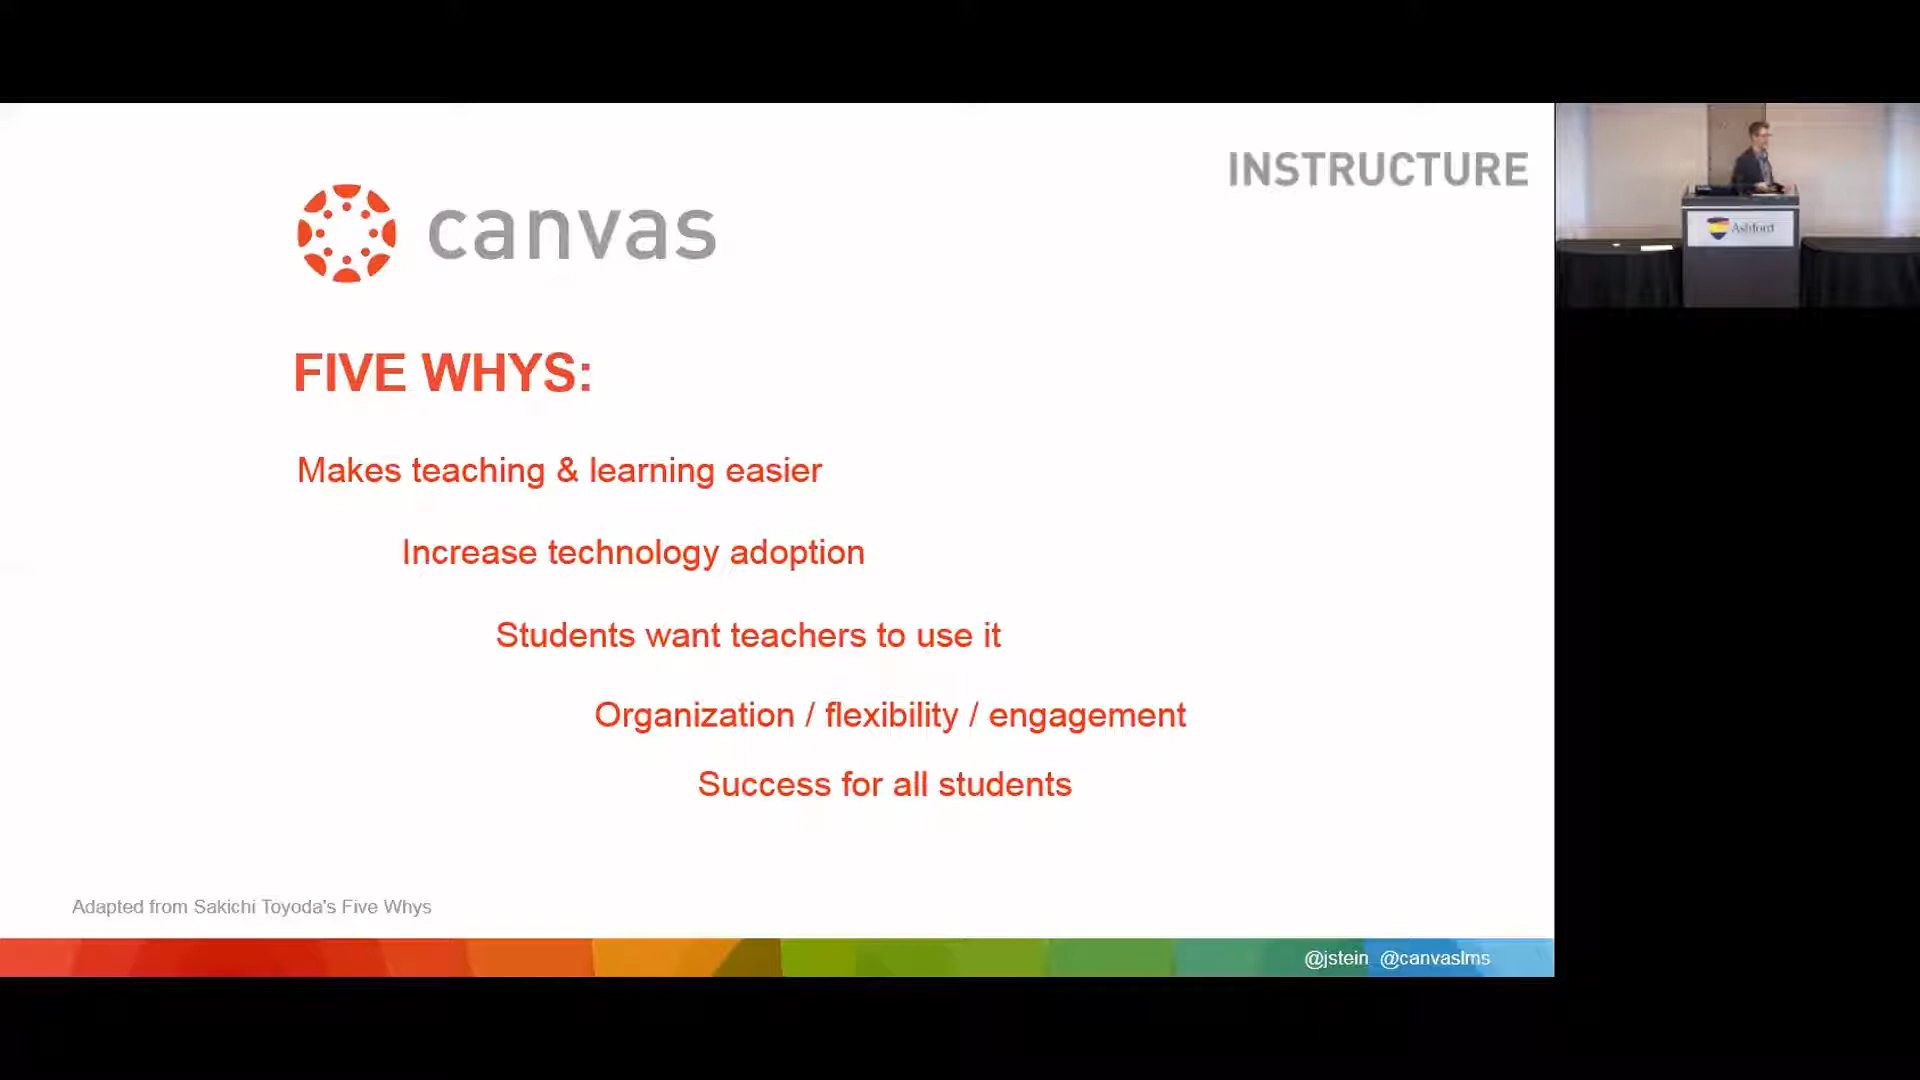 INSTRUCTURE
canvas
FIVE WHYS:
Makes teaching & learning easier
Increase technology adoption
Students want teachers to use it
Organization / flexibility / engagement
Success for all students
Adapted from Sakichi Toyoda's Five Whys
@jstein @canvaslms
Ashford